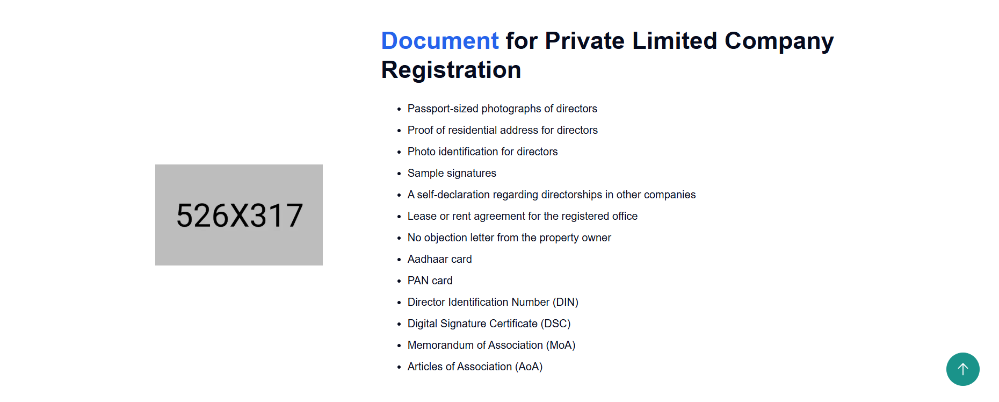 Document for Private Limited Company
Registration
Passport-sized photographs of directors
Proof of residential address for directors
Photo identification for directors
Sample signatures
A self-declaration regarding directorships in other companies
Lease or rent agreement for the registered office
No objection letter from the property owner
Aadhaar card
PAN card
Director Identification Number (DIN)
Digital Signature Certificate (DSC)
Memorandum of Association (MoA)
Articles of Association (AoA)
526X317